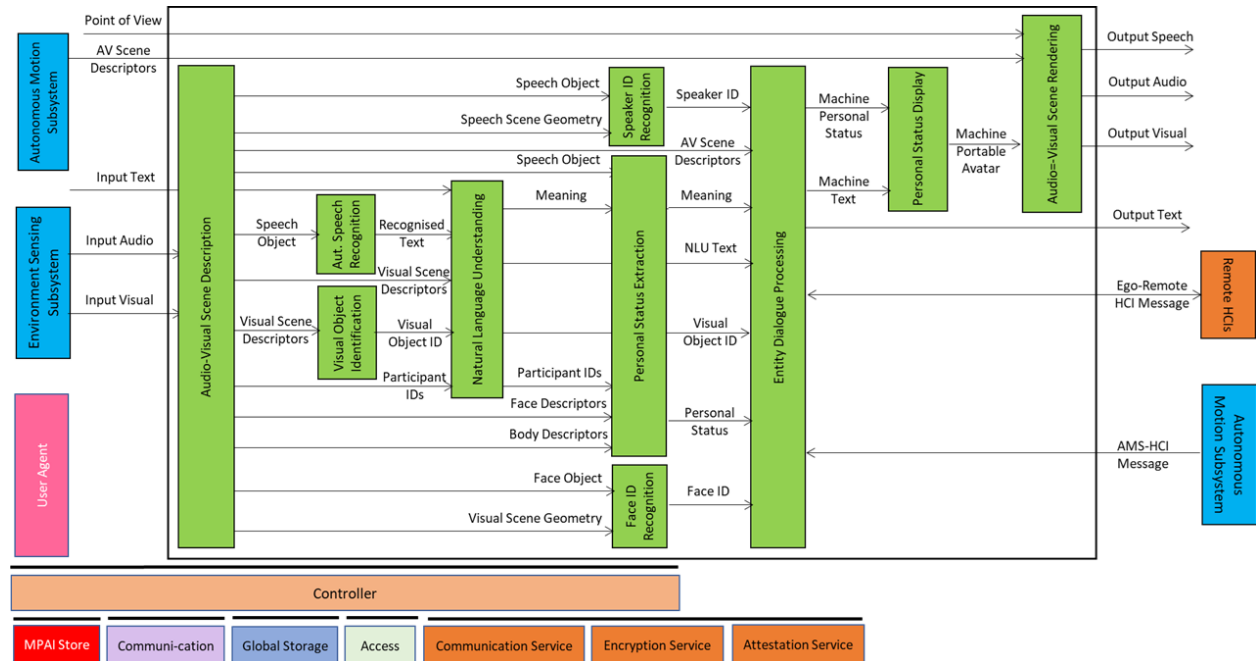 Point of View
AV Scene
Descriptors
Autonomous Motion
Subsystem
Input Text
Environment Sensing
Subsystem
Input Audio
Input Visual
User Agent
Audio-Visual Scene Description
Speech Object
Speech Scene Geometry
Speech Object
Speech
Object
Aut. Speech
Recognition
Recognised
Text
Visual Scene
Descriptors
Visual Scene
Descriptors
Visual Object
Identification
Visual
Object ID
Participant
IDs
Face Descriptors
Body Descriptors
Face Object
Visual Scene Geometry
Natural Language Understanding
Meaning
Participant IDs
Speaker ID
Recognition
Personal Status Extraction
Face ID
Recognition
Speaker ID
AV Scene
Descriptors
Meaning
NLU Text
Visual
Object ID
Personal
Status
Face ID
Entity Dialogue Processing
Machine
Personal
Status
Machine
Text
Personal Status Display
Machine
Portable
Avatar
Audio=-Visual Scene Rendering
Output Speech
Output Audio
Output Visual
Output Text
Ego-Remote
HCI Message
Remote HCIs
AMS-HCI
Message
Autonomous
Motion Subsystem
Controller
MPAI Store
Communi-cation
Global Storage
Access
Communication Service
Encryption Service
Attestation Service